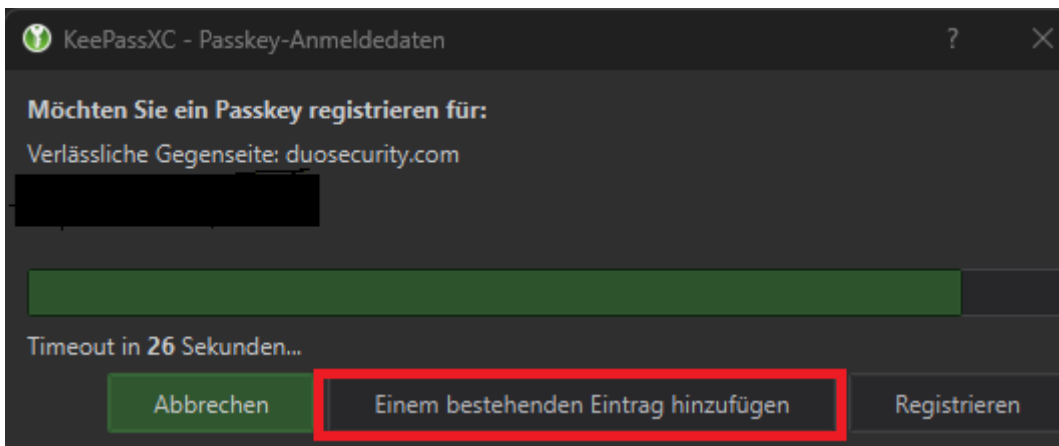 KeePassXC - Passkey-Anmeldedaten ?
Möchten Sie ein Passkey registrieren für:
Verlässliche Gegenseite: duosecurity.com
Timeout in 26 Sekunden...
Abbrechen Einem bestehenden Eintrag hinzufügen Registrieren